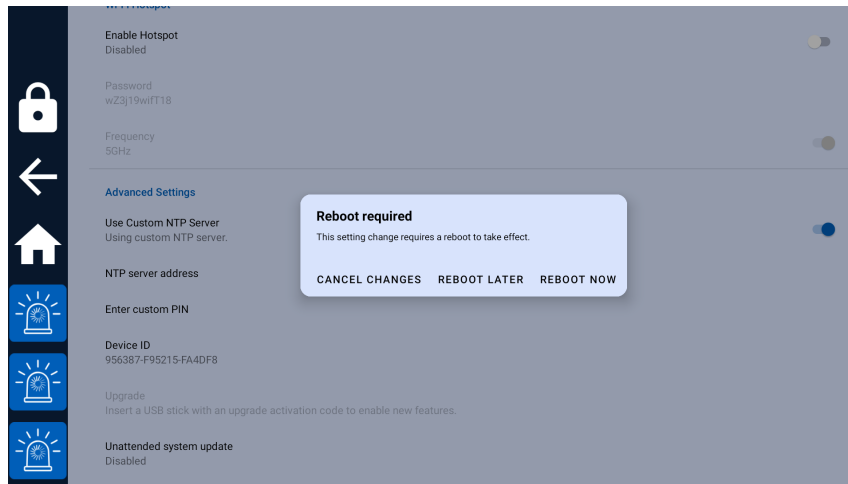 Wi-Fi Hotspot
Enable Hotspot
Disabled
Password
wZ3j19wifT18
Frequency
5GHz
Advanced Settings
Use Custom NTP Server
Using custom NTP server.
NTP server address
Enter custom PIN
Device ID
956387-F95215-FA4DF8
Upgrade
Insert a USB stick with an upgrade activation code to enable new features.
Unattended system update
Disabled
Reboot required
This setting change requires a reboot to take effect.
CANCEL CHANGES REBOOT LATER REBOOT NOW